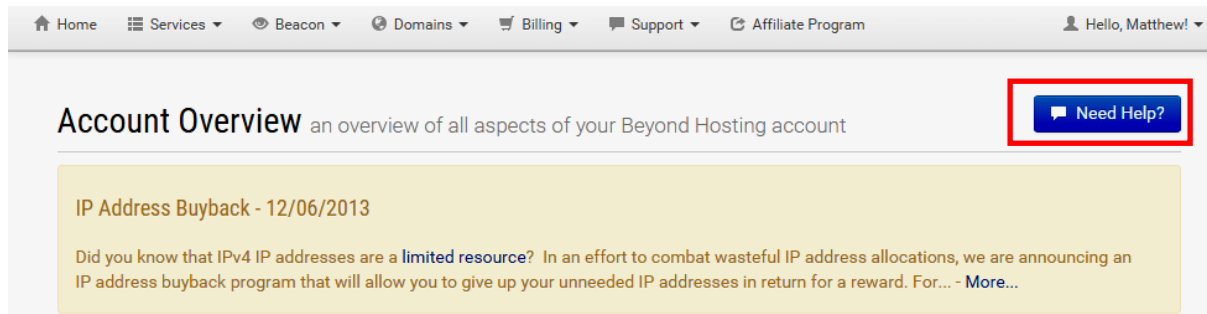 Home Services Beacon Domains Billing Support Affiliate Program Hello, Matthew!
Account Overview an overview of all aspects of your Beyond Hosting account
Need Help?
IP Address Buyback - 12/06/2013
Did you know that IPv4 IP addresses are a limited resource? In an effort to combat wasteful IP address allocations, we are announcing an
IP address buyback program that will allow you to give up your unneeded IP addresses in return for a reward. For... - More...